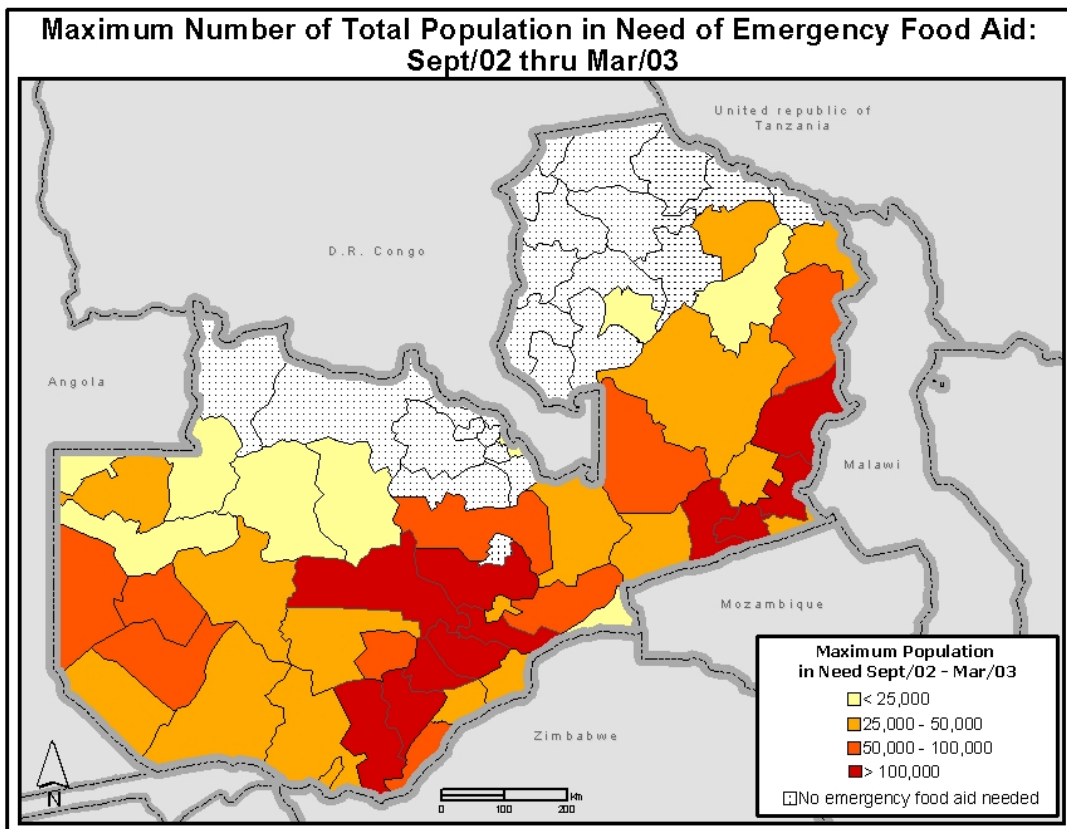 Maximum Number of Total Population in Need of Emergency Food Aid:
Sept/02 thru Mar/03
United republic of
Tanzania
D.R. Congo
Angola
Malawi
Mozambique
Zimbabwe
Maximum Population
in Need Sept/02 - Mar/03
< 25,000
25,000 - 50,000
50,000 - 100,000
> 100,000
No emergency food aid needed
N
km
0 100 200